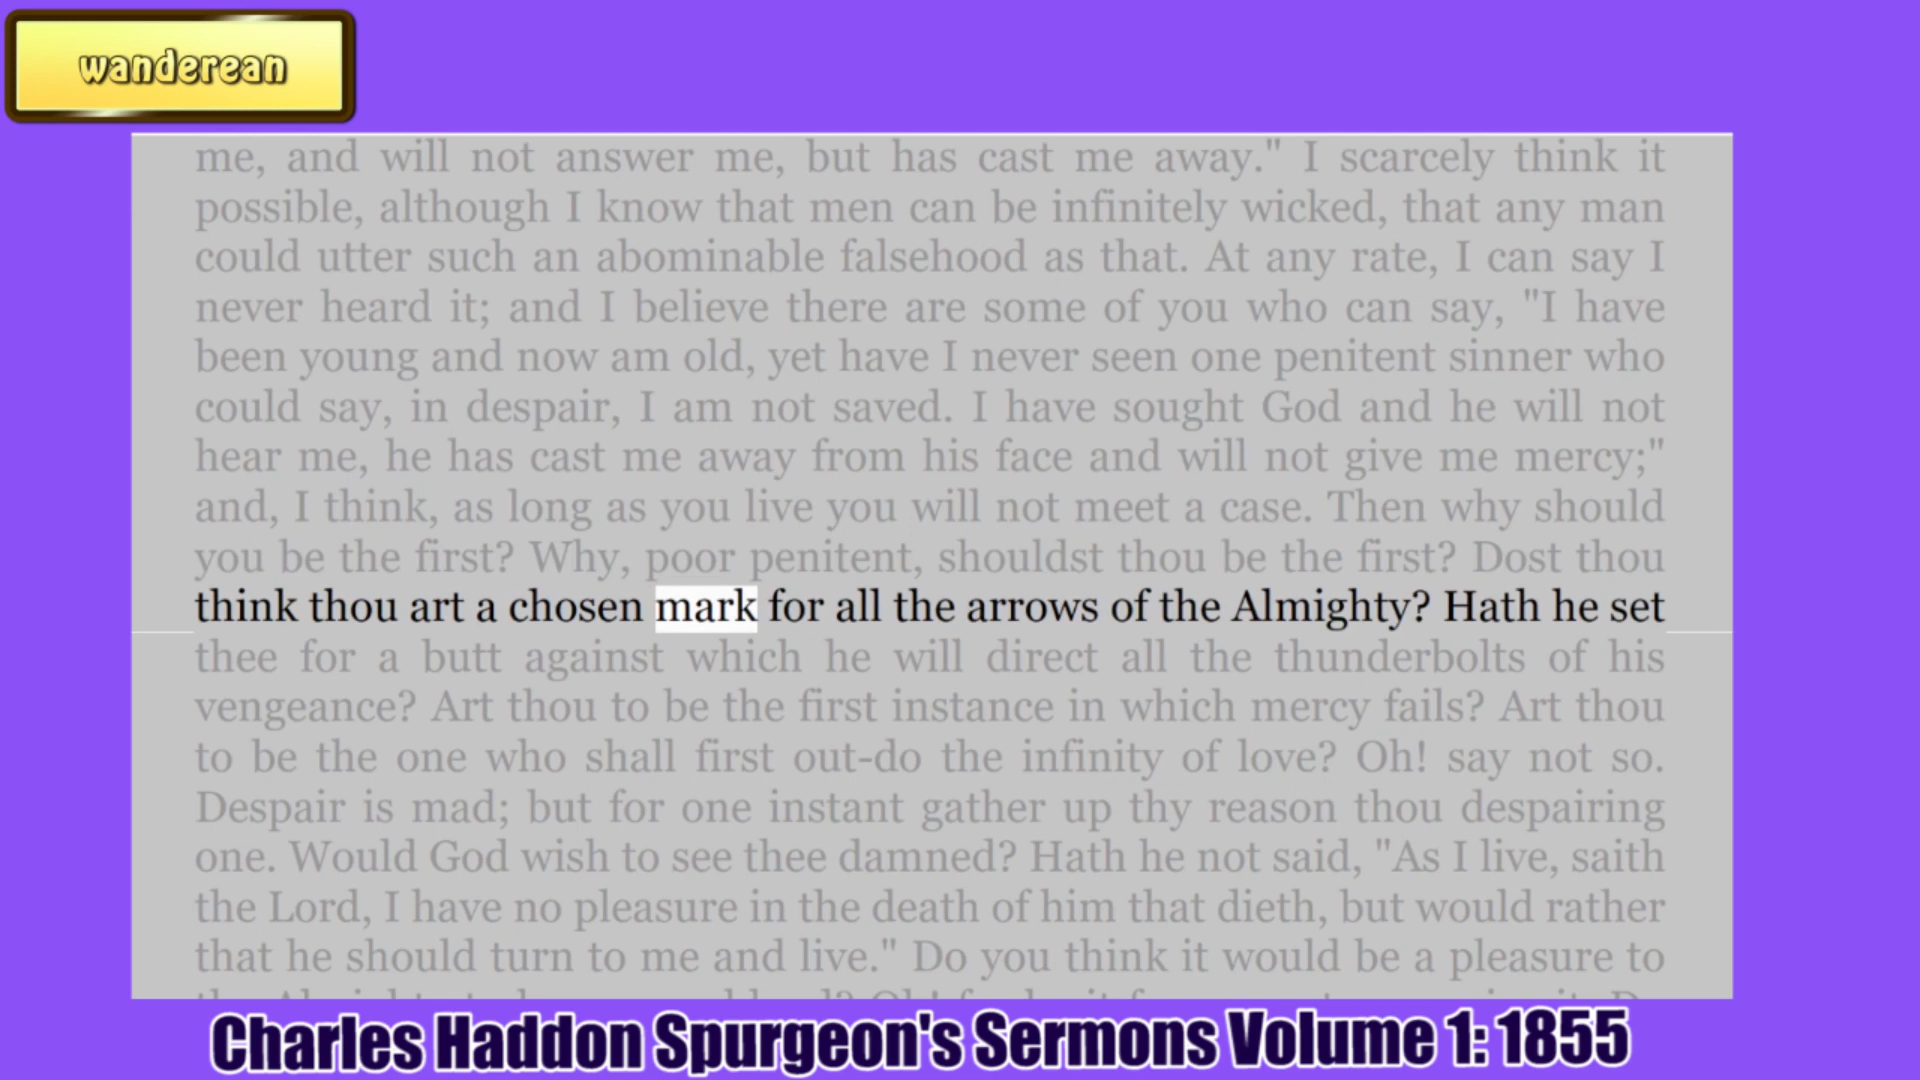 wanderean
me, and will not answer me, but has cast me away." I scarcely think it
possible, although I know that men can be infinitely wicked, that any man
could utter such an abominable falsehood as that. At any rate, I can say I
never heard it; and I believe there are some of you who can say, "I have
been young and now am old, yet have I never seen one penitent sinner who
could say, in despair, I am not saved. I have sought God and he will not
hear me, he has cast me away from his face and will not give me mercy;"
and, I think, as long as you live you will not meet a case. Then why should
you be the first? Why, poor penitent, shouldst thou be the first? Dost thou
think thou art a chosen mark for all the arrows of the Almighty? Hath he set
thee for a butt against which he will direct all the thunderbolts of his
vengeance? Art thou to be the first instance in which mercy fails? Art thou
to be the one who shall first out-do the infinity of love? Oh! say not so.
Despair is mad; but for one instant gather up thy reason thou despairing
one. Would God wish to see thee damned? Hath he not said, "As I live, saith
the Lord, I have no pleasure in the death of him that dieth, but would rather
that he should turn to me and live." Do you think it would be a pleasure to
Charles Haddon Spurgeon's Sermons Volume 1: 1855